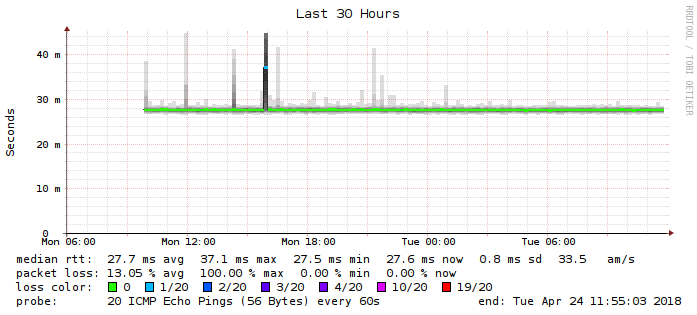 Last 30 Hours
RRDTOOL / TOBI OETIKER
Seconds
40 m
30 m
20 m
10 m
0
Mon 06:00 Mon 12:00 Mon 18:00 Tue 00:00 Tue 06:00
median rtt: 27.7 ms avg 37.1 ms max 27.5 ms min 27.6 ms now 0.8 ms sd 33.5 am/s
packet loss: 13.05 % avg 100.00 % max 0.00 % min 0.00 % now
loss color: 0 1/20 2/20 3/20 4/20 10/20 19/20
probe: 20 ICMP Echo Pings (56 Bytes) every 60s end: Tue Apr 24 11:55:03 2018